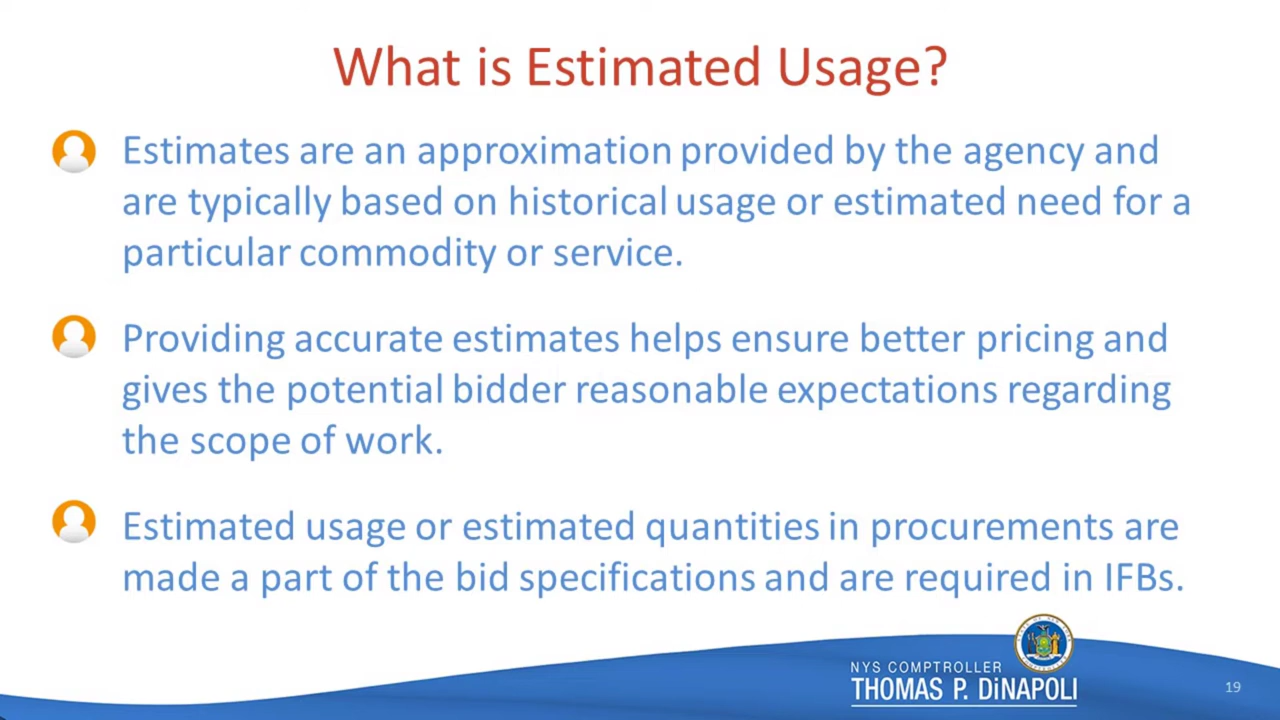 What is Estimated Usage?
Estimates are an approximation provided by the agency and
are typically based on historical usage or estimated need for a
particular commodity or service.
Providing accurate estimates helps ensure better pricing and
gives the potential bidder reasonable expectations regarding
the scope of work.
Estimated usage or estimated quantities in procurements are
made a part of the bid specifications and are required in IFBs.
NYS COMPTROLLER
THOMAS P. DiNAPOLI
19